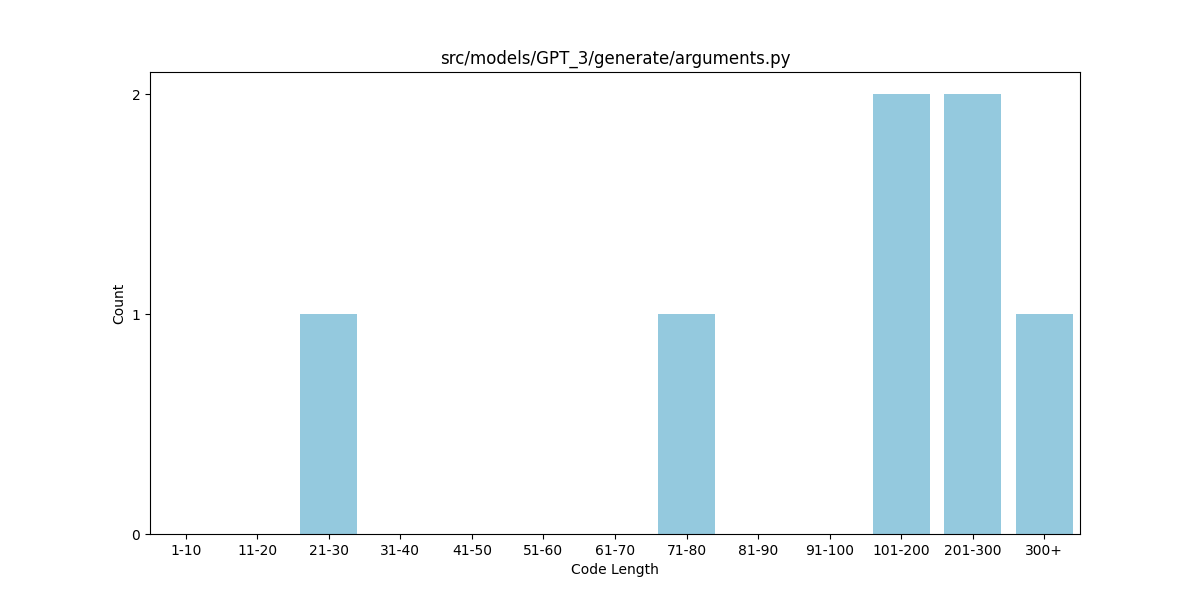 src/models/GPT_3/generate/arguments.py
2
1
0
Count
1-10 11-20 21-30 31-40 41-50 51-60 61-70 71-80 81-90 91-100 101-200 201-300 300+
Code Length